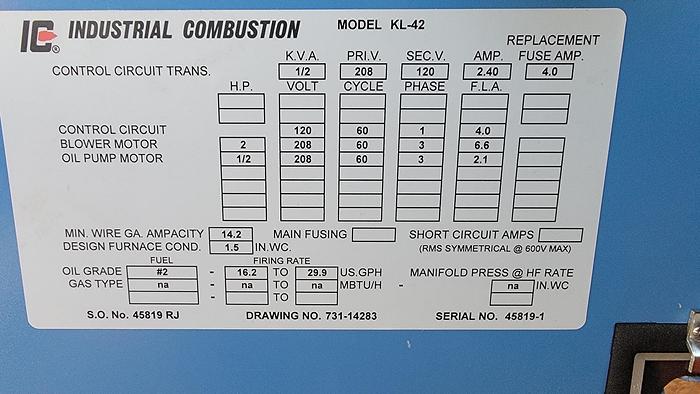 IC® INDUSTRIAL COMBUSTION MODEL KL-42
REPLACEMENT
K.V.A. PRI.V. SEC.V. AMP. FUSE AMP.
CONTROL CIRCUIT TRANS. 1/2 208 120 2.40 4.0
H.P. VOLT CYCLE PHASE F.L.A.
CONTROL CIRCUIT 120 60 1 4.0
BLOWER MOTOR 2 208 60 3 6.6
OIL PUMP MOTOR 1/2 208 60 3 2.1
MIN. WIRE GA. AMPACITY 14.2 MAIN FUSING SHORT CIRCUIT AMPS
DESIGN FURNACE COND. 1.5 IN.WC. (RMS SYMMETRICAL @ 600V MAX)
FUEL FIRING RATE
OIL GRADE #2 - 16.2 TO 29.9 US.GPH MANIFOLD PRESS @ HF RATE
GAS TYPE na - na TO na MBTU/H - na IN.WC
- TO
S.O. No. 45819 RJ DRAWING NO. 731-14283 SERIAL NO. 45819-1